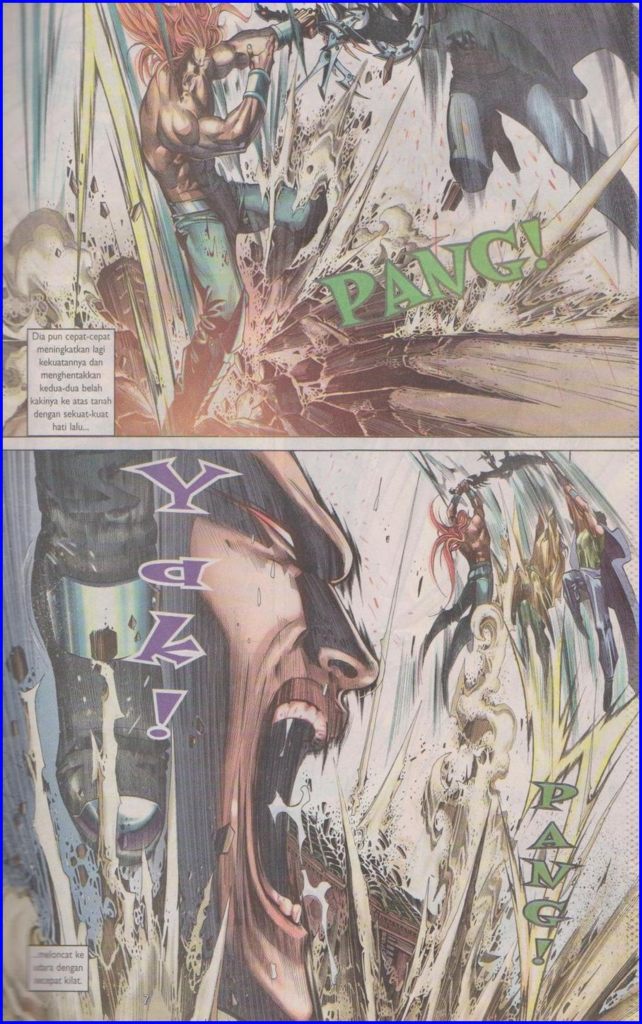 PANG!
Dia pun cepat-cepat
meningkatkan lagi
kekuatannya dan
menghentakkan
kedua-dua belah
kakinya ke atas tanah
dengan sekuat-kuat
hati lalu...
YaK!
PANG!
...meloncat ke
udara dengan
secepat kilat.
7